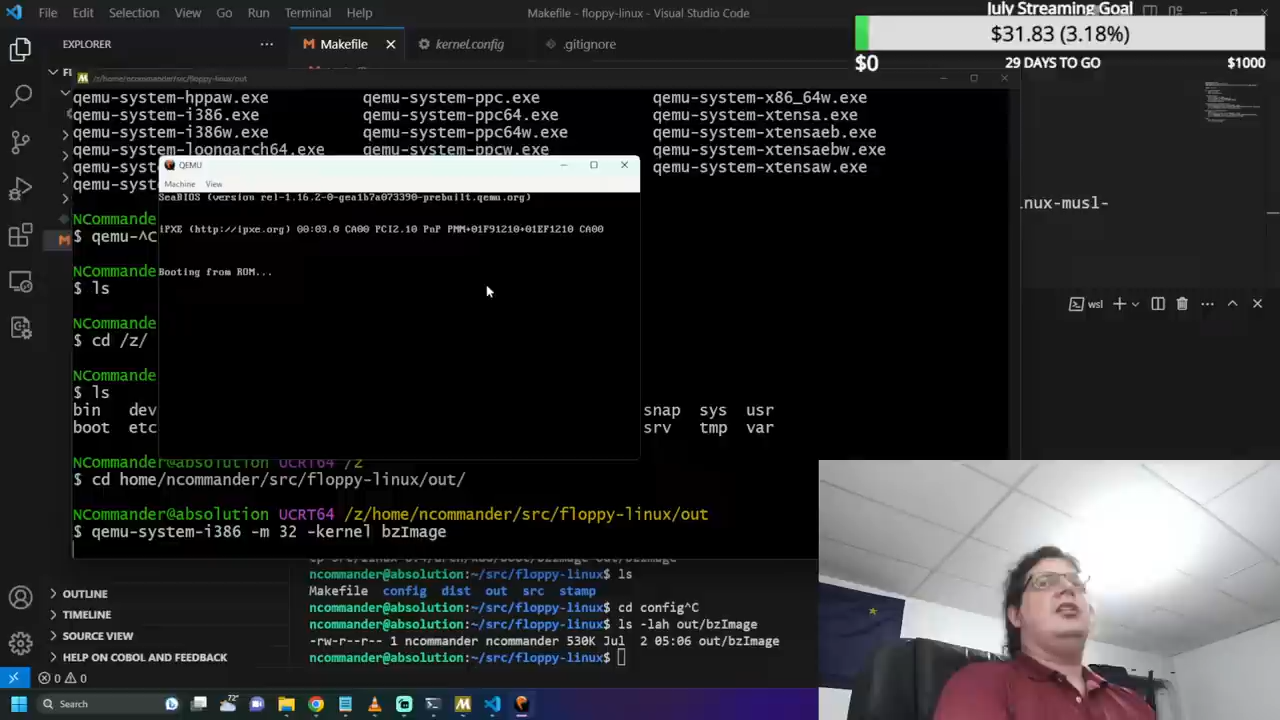 File Edit Selection View Go Run Terminal Help
Makefile - floppy-linux - Visual Studio Code
July Streaming Goal
$31.83 (3.18%)
$0 29 DAYS TO GO $1000
EXPLORER
Makefile
kernel.config
.gitignore
/z/home/ncommander/src/floppy-linux/out
qemu-system-hppaw.exe qemu-system-ppc.exe qemu-system-x86_64w.exe
qemu-system-i386.exe qemu-system-ppc64.exe qemu-system-xtensa.exe
qemu-system-i386w.exe qemu-system-ppc64w.exe qemu-system-xtensaeb.exe
qemu-system-loongarch64.exe qemu-system-ppcw.exe qemu-system-xtensaebw.exe
qemu-syst
qemu-system-xtensaw.exe
qemu-syst
QEMU
Machine View
SeaBIOS (version rel-1.16.2-0-gea1b7a073390-prebuilt.qemu.org)
iPXE (http://ipxe.org) 00:03.0 CA00 PCI2.10 PnP PMM+01F91210+01EF1210 CA00
Booting from ROM...
NCommande
$ qemu-^C
NCommande
$ ls
NCommande
$ cd /z/
NCommande
$ ls
bin dev snap sys usr
boot etc srv tmp var
NCommander@absolution UCRT64 /z
$ cd home/ncommander/src/floppy-linux/out/
NCommander@absolution UCRT64 /z/home/ncommander/src/floppy-linux/out
$ qemu-system-i386 -m 32 -kernel bzImage
inux-musl-
wsl
ncommander@absolution:~/src/floppy-linux$ ls
Makefile config dist out src stamp
ncommander@absolution:~/src/floppy-linux$ cd config^C
ncommander@absolution:~/src/floppy-linux$ ls -lah out/bzImage
-rw-r--r-- 1 ncommander ncommander 530K Jul 2 05:06 out/bzImage
ncommander@absolution:~/src/floppy-linux$
OUTLINE
TIMELINE
SOURCE VIEW
HELP ON COBOL AND FEEDBACK
0 0
Search
72°